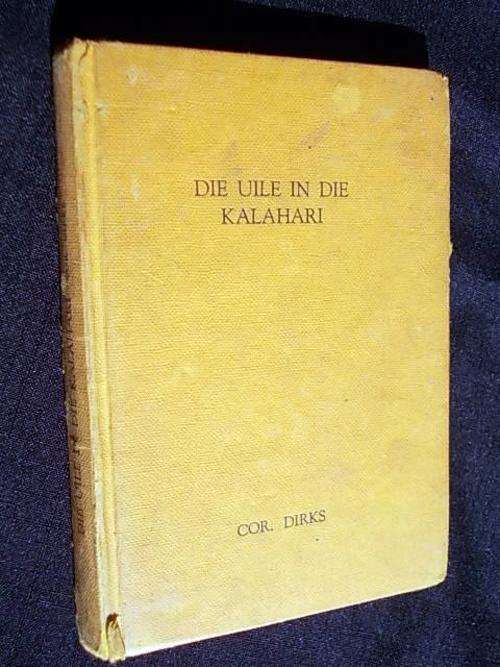 DIE UILE IN DIE
KALAHARI
COR. DIRKS
DIE UILE IN DIE KALAHARI